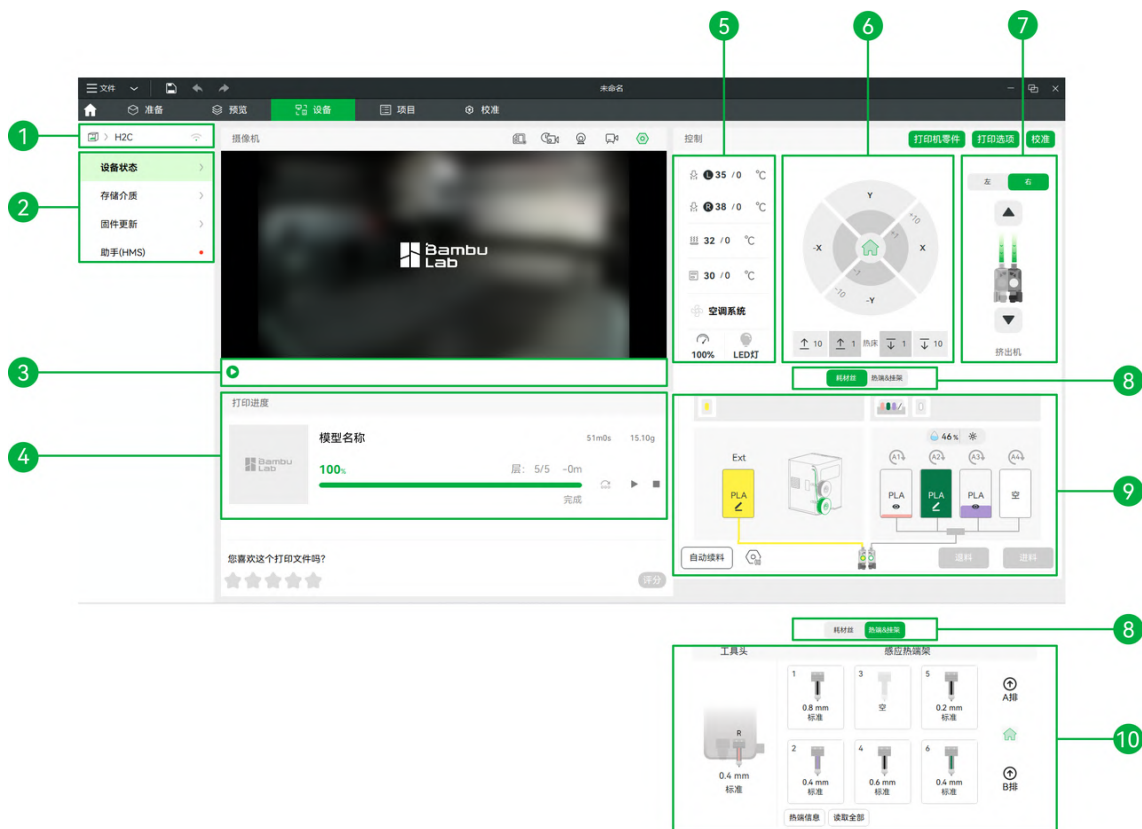 5
6
7
文件
未命名
准备
预览
设备
项目
校准
1
H2C
摄像机
控制
打印机零件
打印选项
校准
2
设备状态
存储介质
固件更新
助手(HMS)
Bambu
Lab
L 35 /0 ℃
R 38 /0 ℃
32 /0 ℃
30 /0 ℃
空调系统
100%
LED灯
Y
+10
+1
-X
X
-1
-10
-Y
10
1
热床
1
10
左
右
挤出机
3
耗材丝
热端&挂架
8
打印进度
4
Bambu
Lab
模型名称
51m0s
15.10g
100%
层: 5/5
-0m
完成
46 %
Ext
A1
A2
A3
A4
PLA
PLA
PLA
PLA
空
9
自动续料
退料
进料
您喜欢这个打印文件吗?
评分
耗材丝
热端&挂架
8
工具头
感应热端架
1
0.8 mm
标准
3
空
5
0.2 mm
标准
A排
R
0.4 mm
标准
2
0.4 mm
标准
4
0.6 mm
标准
6
0.4 mm
标准
B排
10
热端信息
读取全部